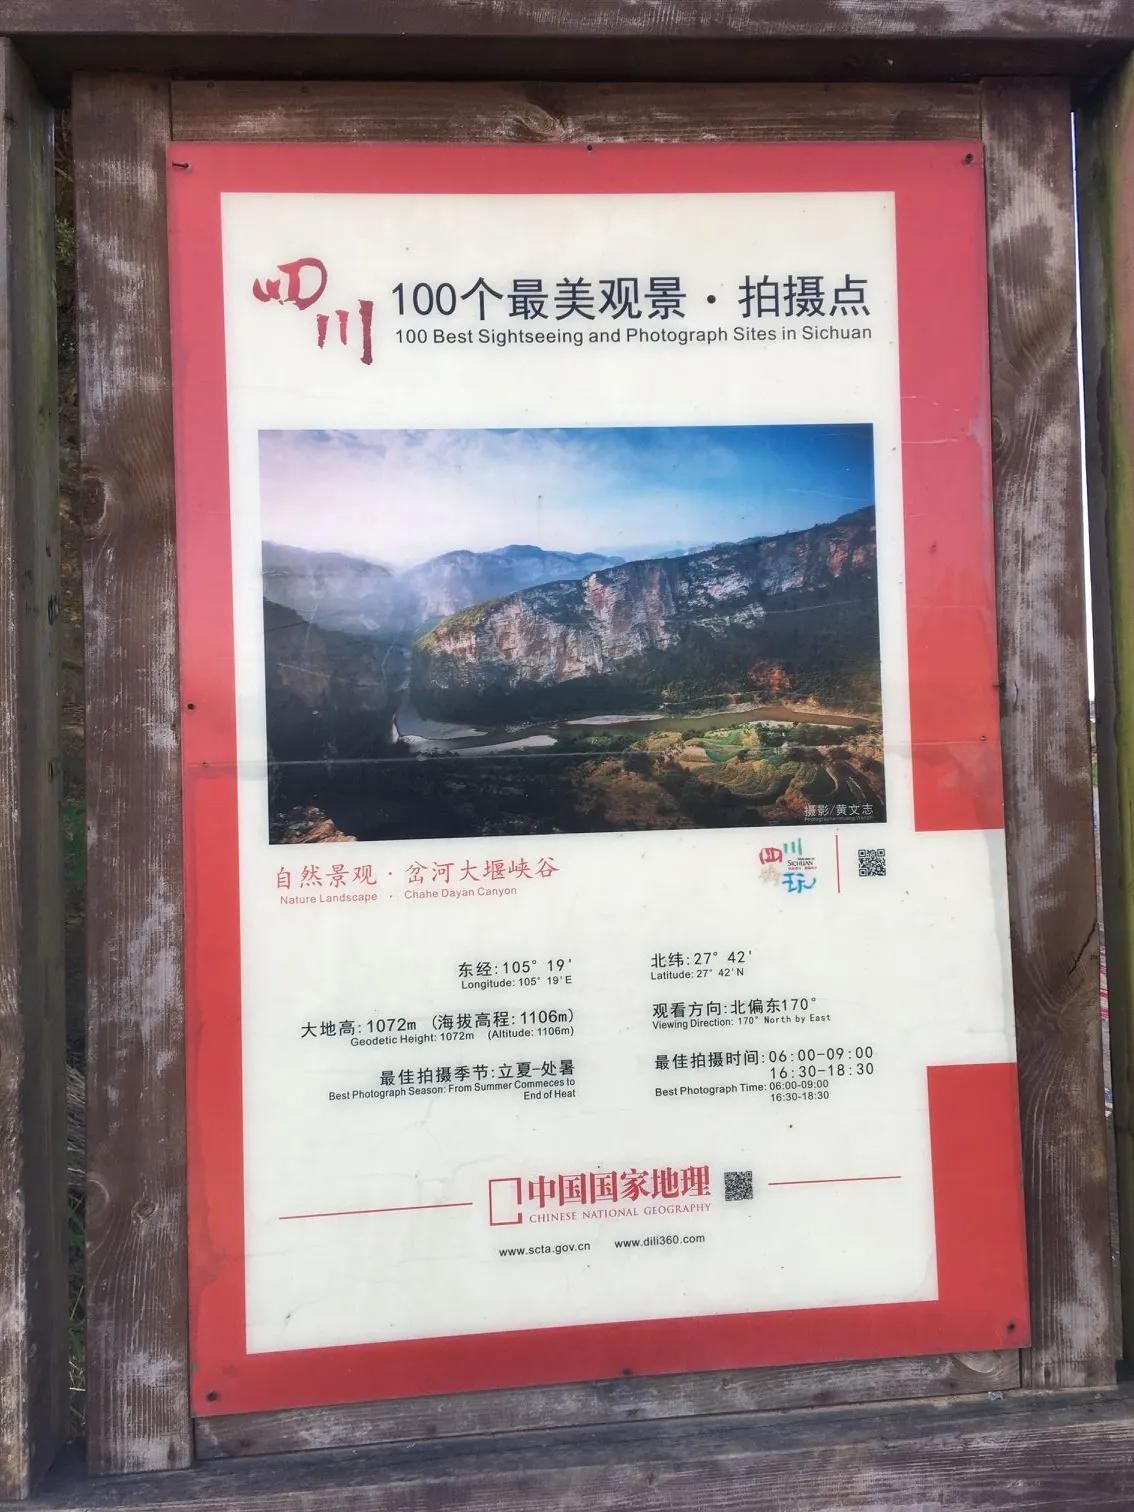 四川
100个最美观景·拍摄点
100 Best Sightseeing and Photograph Sites in Sichuan
摄影/黄文志
自然景观·岔河大堰峡谷
Nature Landscape · Chahe Dayan Canyon
四川
SICHUAN
好玩
东经:105° 19'
Longitude: 105° 19'E
北纬:27° 42'
Latitude: 27° 42'N
大地高:1072m (海拔高程:1106m)
Geodetic Height: 1072m (Altitude: 1106m)
观看方向:北偏东170°
Viewing Direction: 170° North by East
最佳拍摄季节:立夏-处暑
Best Photograph Season: From Summer Commeces to
End of Heat
最佳拍摄时间:06:00-09:00
16:30-18:30
Best Photograph Time: 06:00-09:00
16:30-18:30
中国国家地理
CHINESE NATIONAL GEOGRAPHY
www.scta.gov.cn www.dili360.com